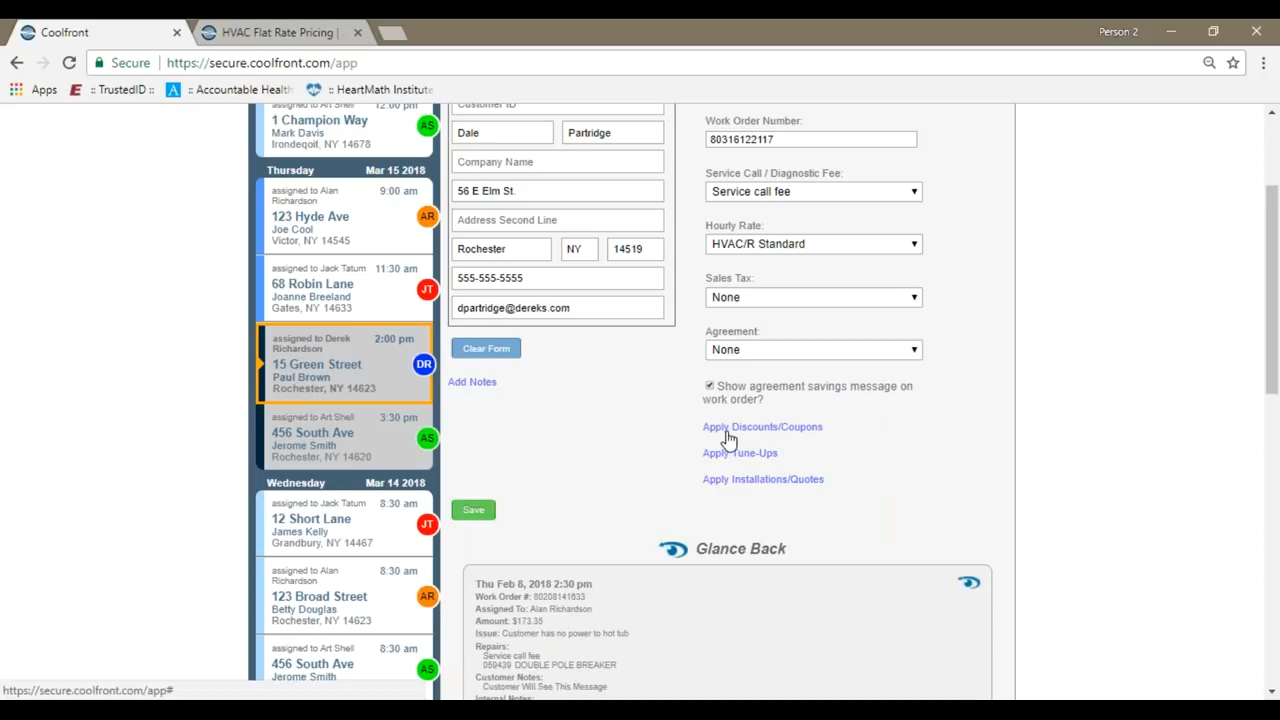 Coolfront
HVAC Flat Rate Pricing |
Person 2
Secure
https://secure.coolfront.com/app
Apps
:: TrustedID ::
:: Accountable Health
:: HeartMath Institute
assigned to Art Shell
12:00 pm
1 Champion Way
Mark Davis
Irondeqoit, NY 14678
AS
Thursday
Mar 15 2018
assigned to Alan
Richardson
9:00 am
123 Hyde Ave
Joe Cool
Victor, NY 14545
AR
assigned to Jack Tatum
11:30 am
68 Robin Lane
Joanne Breeland
Gates, NY 14633
JT
assigned to Derek
Richardson
2:00 pm
15 Green Street
Paul Brown
Rochester, NY 14623
DR
assigned to Art Shell
3:30 pm
456 South Ave
Jerome Smith
Rochester, NY 14620
AS
Wednesday
Mar 14 2018
assigned to Jack Tatum
8:30 am
12 Short Lane
James Kelly
Grandbury, NY 14467
JT
assigned to Alan
Richardson
8:30 am
123 Broad Street
Betty Douglas
Rochester, NY 14623
AR
assigned to Art Shell
8:30 am
456 South Ave
Jerome Smith
AS
Customer ID
Dale
Partridge
Company Name
56 E Elm St.
Address Second Line
Rochester
NY
14519
555-555-5555
dpartridge@dereks.com
Clear Form
Add Notes
Save
Work Order Number:
80316122117
Service Call / Diagnostic Fee:
Service call fee
Hourly Rate:
HVAC/R Standard
Sales Tax:
None
Agreement:
None
Show agreement savings message on
work order?
Apply Discounts/Coupons
Apply Tune-Ups
Apply Installations/Quotes
Glance Back
Thu Feb 8, 2018 2:30 pm
Work Order #: 80208141633
Assigned To: Alan Richardson
Amount: $173.35
Issue: Customer has no power to hot tub
Repairs:
Service call fee
059439 DOUBLE POLE BREAKER
Customer Notes:
Customer Will See This Message
Internal Notes:
https://secure.coolfront.com/app#